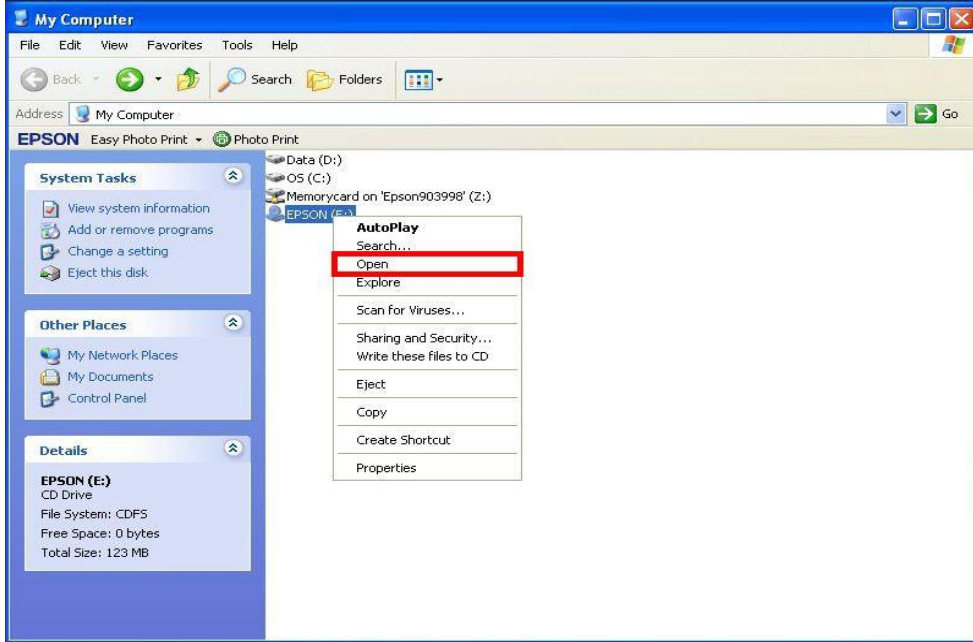 My Computer
File Edit View Favorites Tools Help
Back Search Folders
Address My Computer Go
EPSON Easy Photo Print Photo Print
System Tasks
View system information
Add or remove programs
Change a setting
Eject this disk
Other Places
My Network Places
My Documents
Control Panel
Details
EPSON (E:)
CD Drive
File System: CDFS
Free Space: 0 bytes
Total Size: 123 MB
Data (D:)
OS (C:)
Memorycard on 'Epson903998' (Z:)
EPSON (E:)
AutoPlay
Search...
Open
Explore
Scan for Viruses...
Sharing and Security...
Write these files to CD
Eject
Copy
Create Shortcut
Properties